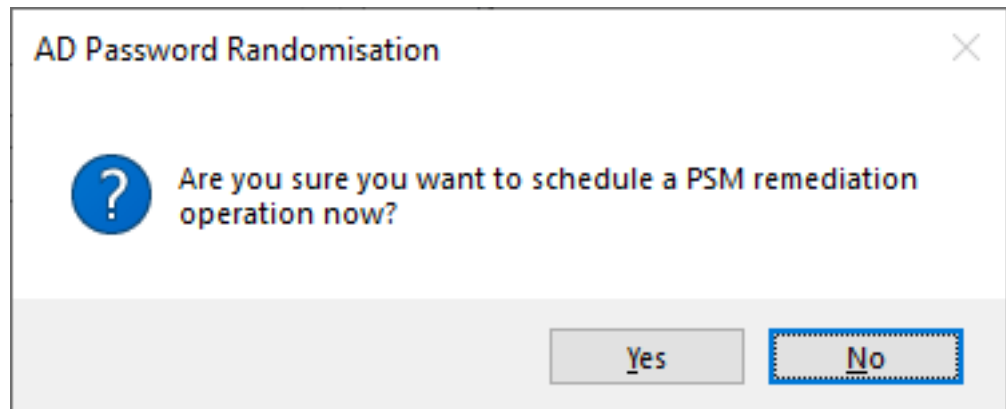 AD Password Randomisation
Are you sure you want to schedule a PSM remediation
operation now?
Yes
No